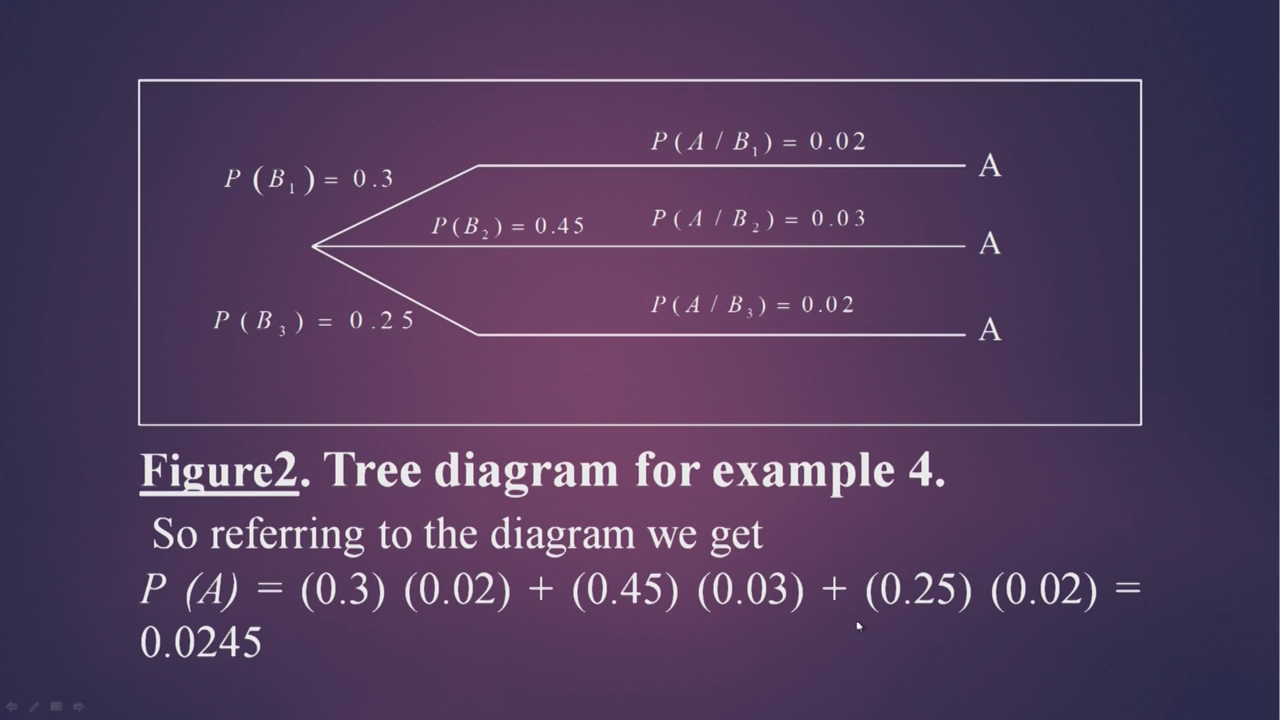 P(A / B₁) = 0.02
A
P (B₁) = 0.3
P(B₂) = 0.45
P(A / B₂) = 0.03
A
P(A / B₃) = 0.02
A
P(B₃) = 0.25
Figure2. Tree diagram for example 4.
So referring to the diagram we get
P (A) = (0.3) (0.02) + (0.45) (0.03) + (0.25) (0.02) =
0.0245